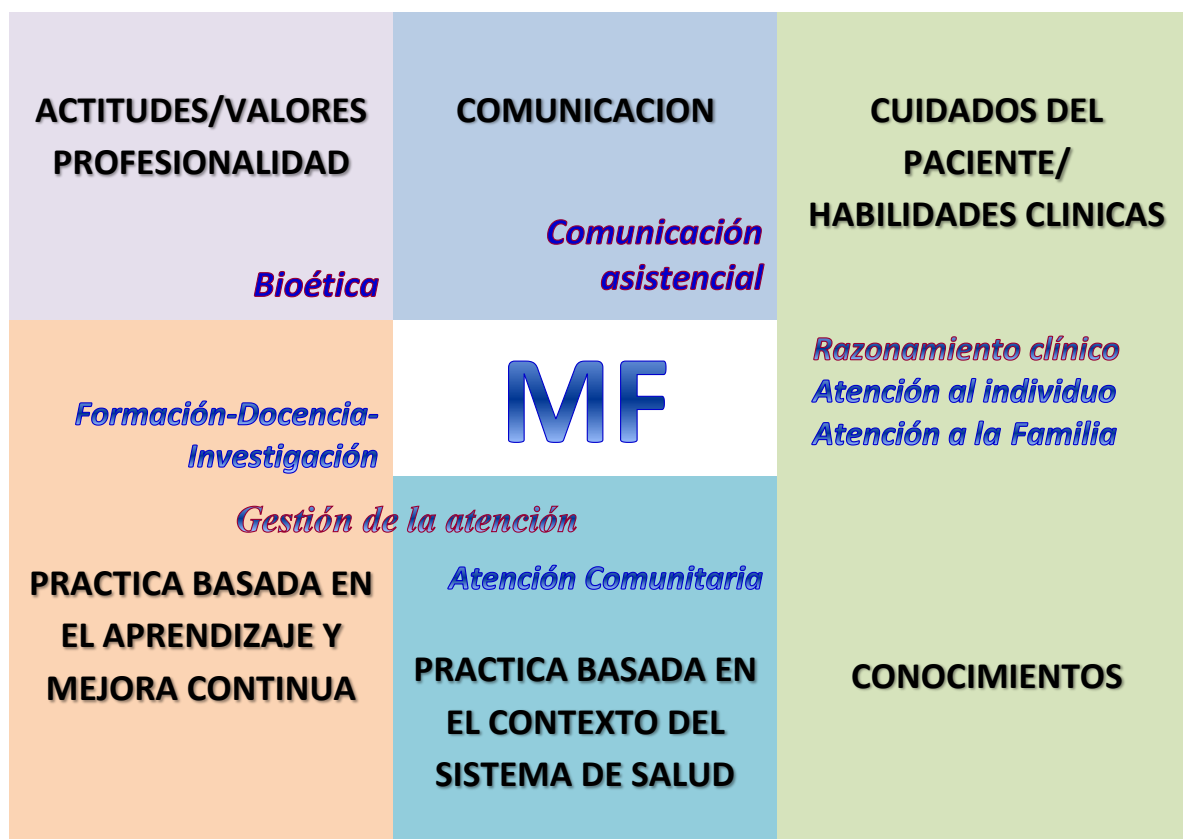 ACTITUDES/VALORES
PROFESIONALIDAD
Bioética
COMUNICACION
Comunicación
asistencial
CUIDADOS DEL
PACIENTE/
HABILIDADES CLINICAS
Razonamiento clínico
Atención al individuo
Atención a la Familia
CONOCIMIENTOS
MF
Formación-Docencia-
Investigación
Gestión de la atención
PRACTICA BASADA EN
EL APRENDIZAJE Y
MEJORA CONTINUA
Atención Comunitaria
PRACTICA BASADA EN
EL CONTEXTO DEL
SISTEMA DE SALUD